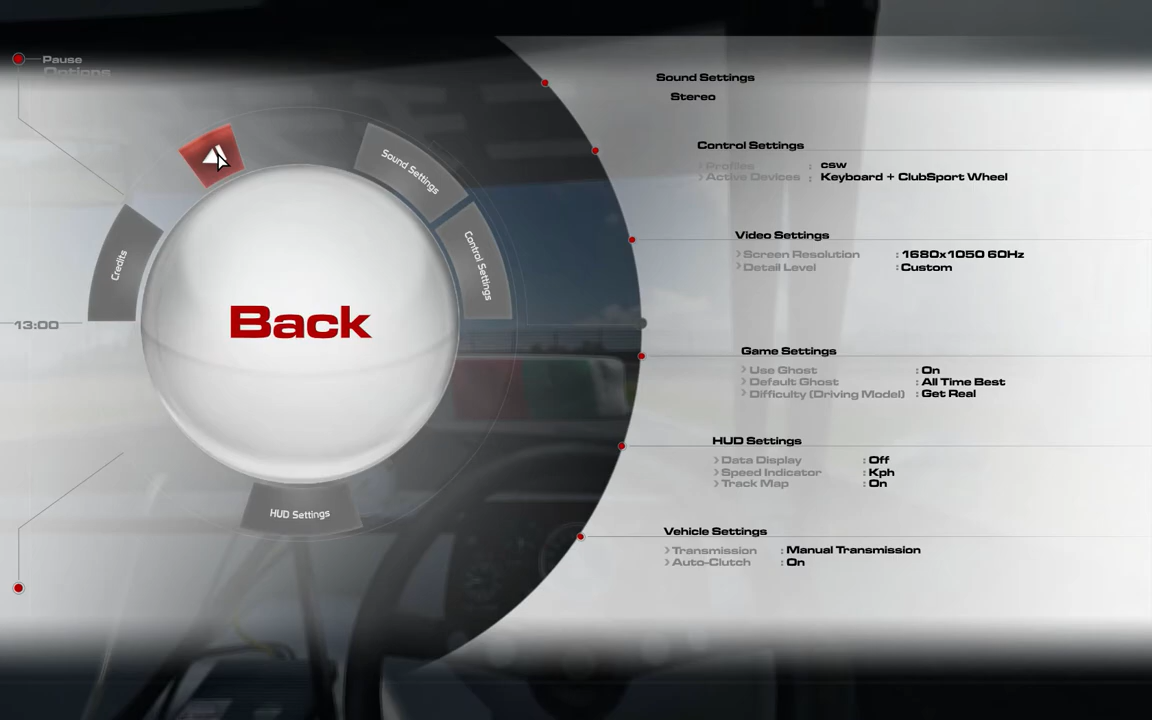 Pause
Options
Sound Settings
Control Settings
Credits
13:00
Back
HUD Settings
Sound Settings
Stereo
Control Settings
Profiles : csw
Active Devices : Keyboard + ClubSport Wheel
Video Settings
Screen Resolution : 1680x1050 60Hz
Detail Level : Custom
Game Settings
Use Ghost : On
Default Ghost : All Time Best
Difficulty (Driving Model) : Get Real
HUD Settings
Data Display : Off
Speed Indicator : Kph
Track Map : On
Vehicle Settings
Transmission : Manual Transmission
Auto-Clutch : On